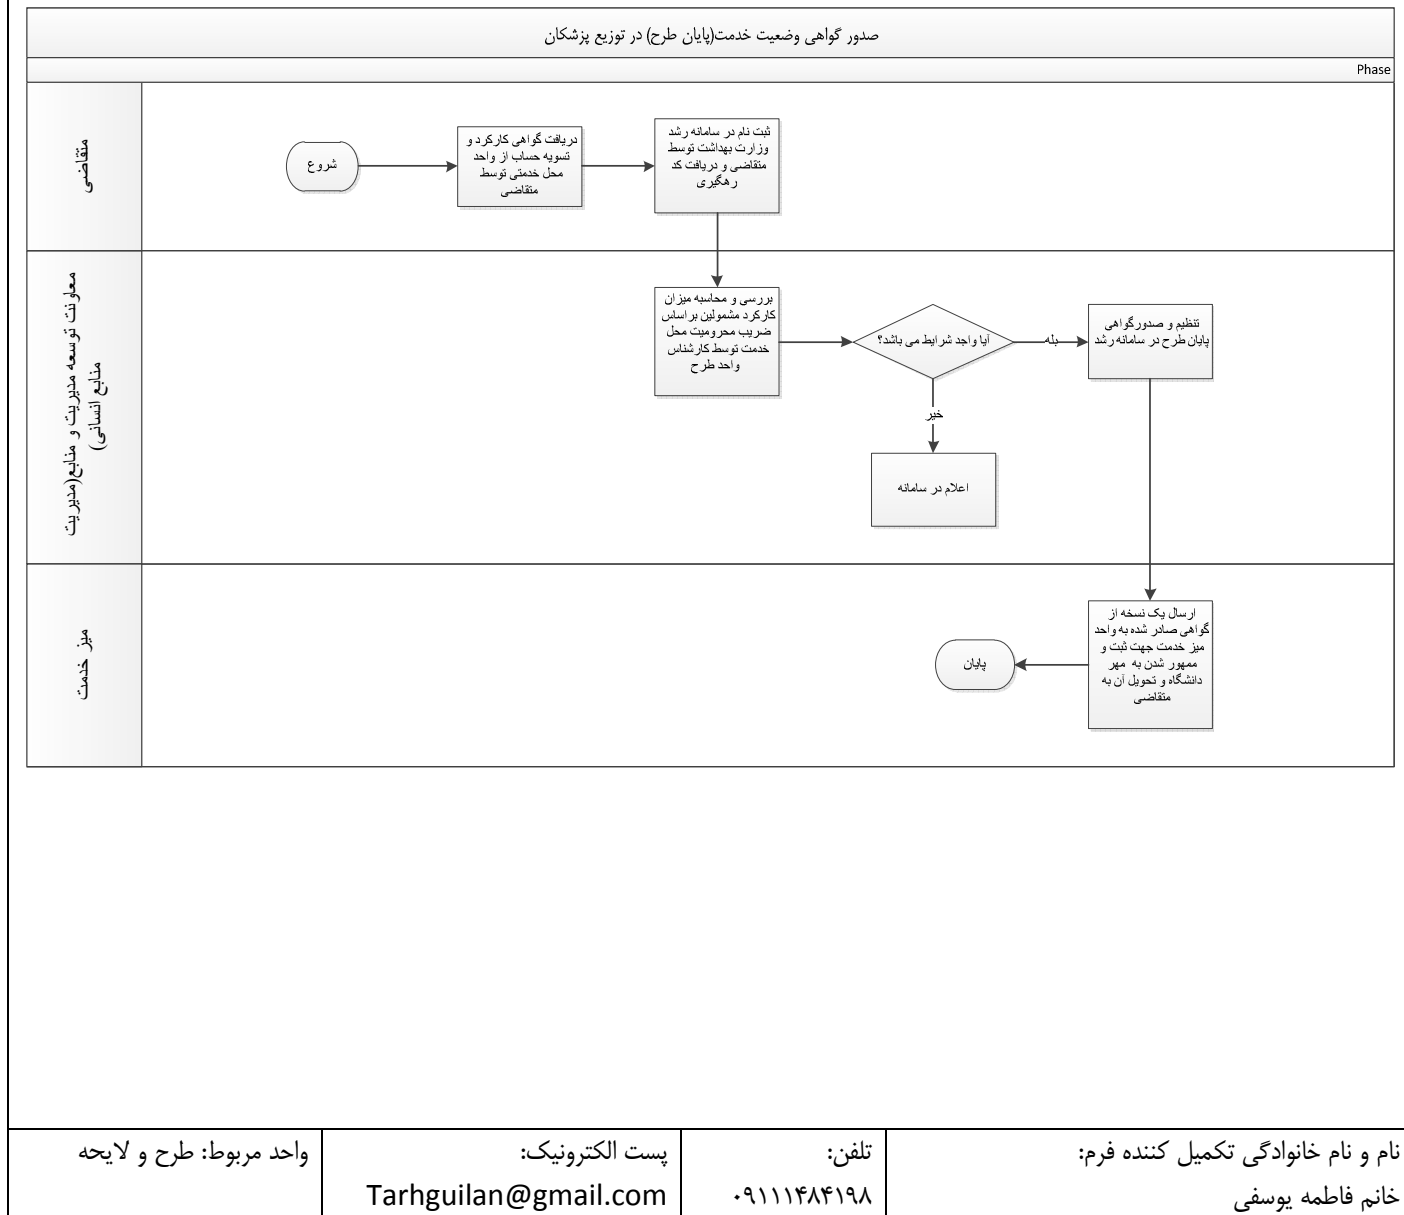 صدور گواهی وضعیت خدمت(پایان طرح) در توزیع پزشکان
Phase
متقاضی
شروع
دریافت گواهی کارکرد و
تسویه حساب از واحد
محل خدمتی توسط
متقاضی
ثبت نام در سامانه رشد
وزارت بهداشت توسط
متقاضی و دریافت کد
رهگیری
معاونت توسعه مدیریت و منابع(مدیریت
منابع انسانی)
بررسی و محاسبه میزان
کارکرد مشمولین براساس
ضریب محرومیت محل
خدمت توسط کارشناس
واحد طرح
آیا واجد شرایط می باشد؟
بله
تنظیم و صدورگواهی
پایان طرح در سامانه رشد
خیر
اعلام در سامانه
میز خدمت
ارسال یک نسخه از
گواهی صادر شده به واحد
میز خدمت جهت ثبت و
ممهور شدن به مهر
دانشگاه و تحویل آن به
متقاضی
پایان
نام و نام خانوادگی تکمیل کننده فرم:
خانم فاطمه یوسفی
تلفن:
۰۹۱۱۱۴۸۴۱۹۸
پست الکترونیک:
Tarhguilan@gmail.com
واحد مربوط: طرح و لایحه